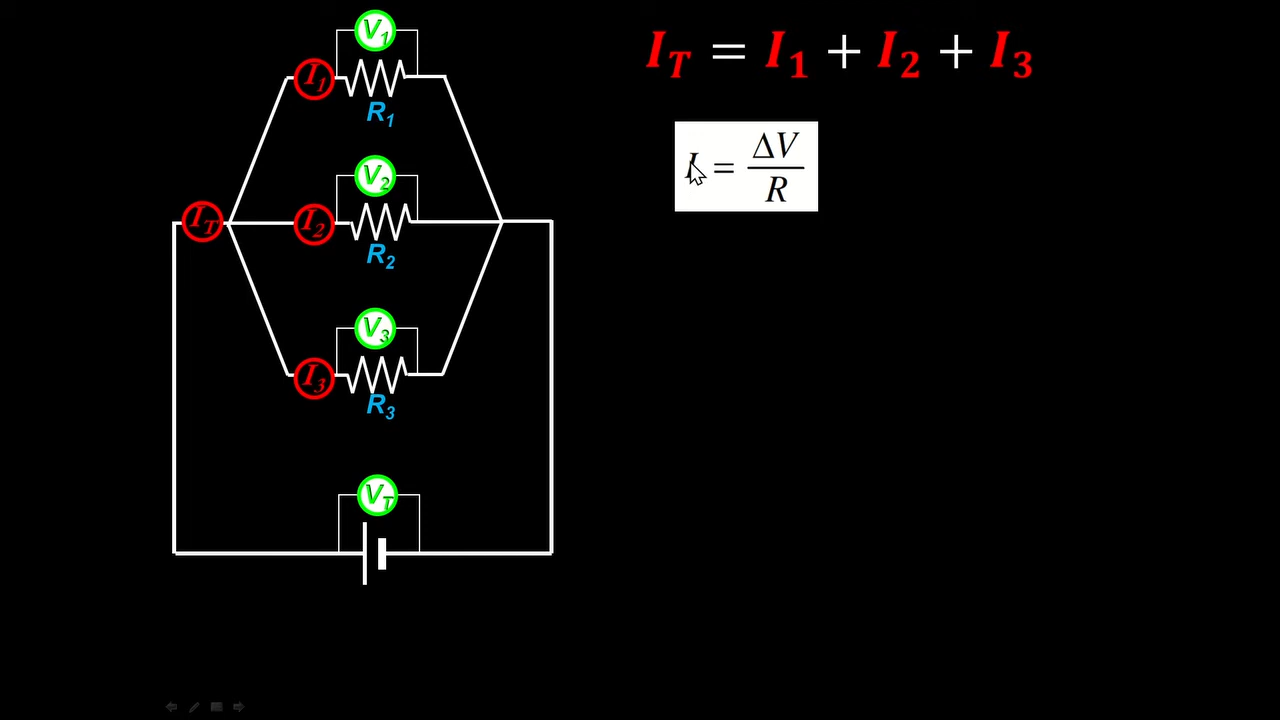 V1
I1
R1
V2
IT
I2
R2
V3
I3
R3
VT
IT = I1 + I2 + I3
I = ΔV / R